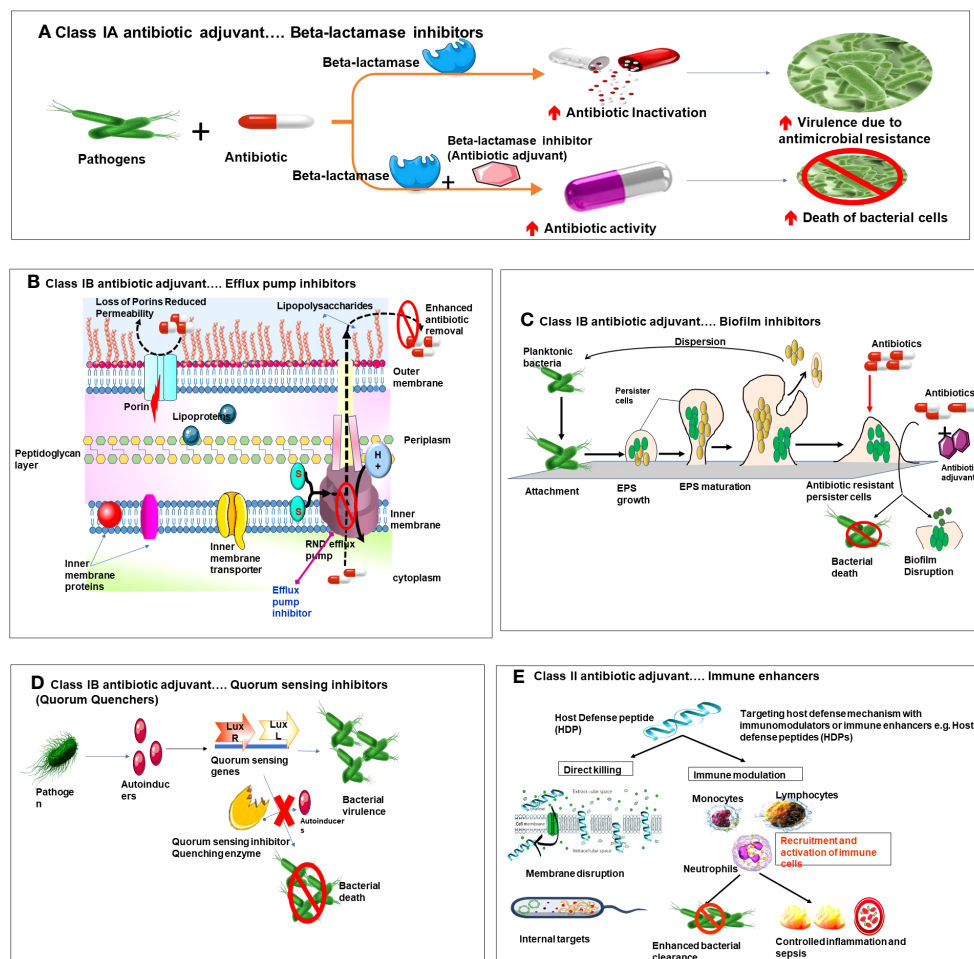 A Class IA antibiotic adjuvant.... Beta-lactamase inhibitors
Beta-lactamase
Pathogens
+
Antibiotic
Antibiotic Inactivation
Virulence due to
antimicrobial resistance
Beta-lactamase inhibitor
(Antibiotic adjuvant)
Beta-lactamase
+
Antibiotic activity
Death of bacterial cells
B Class IB antibiotic adjuvant.... Efflux pump inhibitors
Loss of Porins Reduced
Permeability
Lipopolysaccharides
Enhanced
antibiotic
removal
Outer
membrane
Porin
Lipoproteins
Periplasm
Peptidoglycan
layer
H
+
S
S
Inner
membrane
RND efflux
pump
Inner
membrane
transporter
Inner
membrane
proteins
cytoplasm
Efflux
pump
inhibitor
C Class IB antibiotic adjuvant.... Biofilm inhibitors
Dispersion
Planktonic
bacteria
Persister
cells
Antibiotics
Antibiotics
+
Antibioti
adjuvant
Attachment
EPS
growth
EPS maturation
Antibiotic resistant
persister cells
Bacterial
death
Biofilm
Disruption
D Class IB antibiotic adjuvant.... Quorum sensing inhibitors
(Quorum Quenchers)
Lux
R
Lux
L
Pathoge
n
Autoinduc
ers
Quorum sensing
genes
Bacterial
virulence
Autoinducer
s
Quorum sensing inhibitor
Quenching enzyme
Bacterial
death
E Class II antibiotic adjuvant.... Immune enhancers
Host Defense peptide
(HDP)
Targeting host defense mechanism with
immunomodulators or immune enhancers e.g. Host
defense peptides (HDPs)
Direct killing
Immune modulation
Extracellular space
Cell membrane
Intracellular space
Membrane disruption
Internal targets
Monocytes
Lymphocytes
Neutrophils
Recruitment and
activation of immune
cells
Enhanced bacterial
clearance
Controlled inflammation and
sepsis